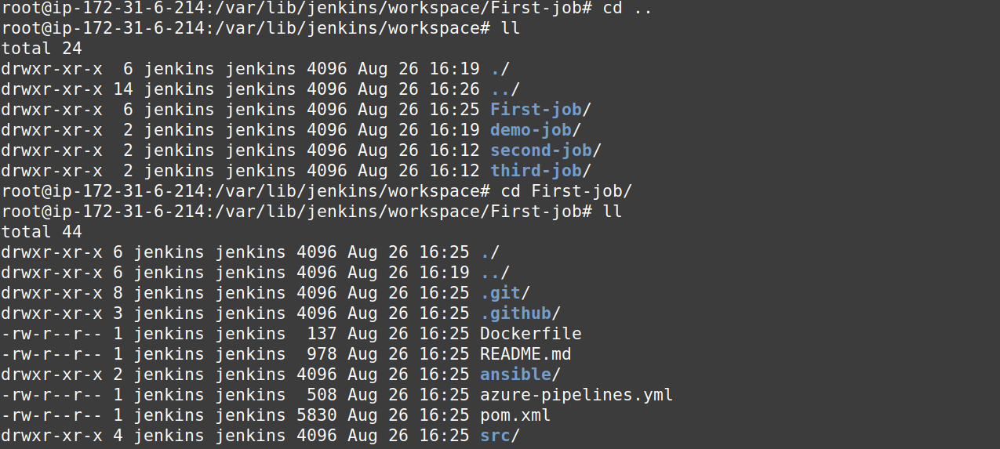 root@ip-172-31-6-214:/var/lib/jenkins/workspace/First-job# cd ..
root@ip-172-31-6-214:/var/lib/jenkins/workspace# ll
total 24
drwxr-xr-x  6 jenkins jenkins 4096 Aug 26 16:19 ./
drwxr-xr-x 14 jenkins jenkins 4096 Aug 26 16:26 ../
drwxr-xr-x  6 jenkins jenkins 4096 Aug 26 16:25 First-job/
drwxr-xr-x  2 jenkins jenkins 4096 Aug 26 16:19 demo-job/
drwxr-xr-x  2 jenkins jenkins 4096 Aug 26 16:12 second-job/
drwxr-xr-x  2 jenkins jenkins 4096 Aug 26 16:12 third-job/
root@ip-172-31-6-214:/var/lib/jenkins/workspace# cd First-job/
root@ip-172-31-6-214:/var/lib/jenkins/workspace/First-job# ll
total 44
drwxr-xr-x 6 jenkins jenkins 4096 Aug 26 16:25 ./
drwxr-xr-x 6 jenkins jenkins 4096 Aug 26 16:19 ../
drwxr-xr-x 8 jenkins jenkins 4096 Aug 26 16:25 .git/
drwxr-xr-x 3 jenkins jenkins 4096 Aug 26 16:25 .github/
-rw-r--r-- 1 jenkins jenkins  137 Aug 26 16:25 Dockerfile
-rw-r--r-- 1 jenkins jenkins  978 Aug 26 16:25 README.md
drwxr-xr-x 2 jenkins jenkins 4096 Aug 26 16:25 ansible/
-rw-r--r-- 1 jenkins jenkins  508 Aug 26 16:25 azure-pipelines.yml
-rw-r--r-- 1 jenkins jenkins 5830 Aug 26 16:25 pom.xml
drwxr-xr-x 4 jenkins jenkins 4096 Aug 26 16:25 src/